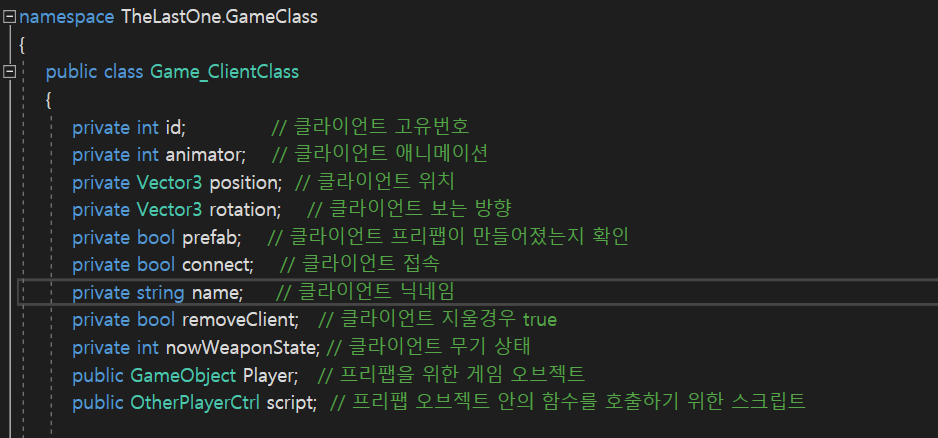 namespace TheLastOne.GameClass
{
public class Game_ClientClass
{
private int id; // 클라이언트 고유번호
private int animator; // 클라이언트 애니메이션
private Vector3 position; // 클라이언트 위치
private Vector3 rotation; // 클라이언트 보는 방향
private bool prefab; // 클라이언트 프리팹이 만들어졌는지 확인
private bool connect; // 클라이언트 접속
private string name; // 클라이언트 닉네임
private bool removeClient; // 클라이언트 지울경우 true
private int nowWeaponState; // 클라이언트 무기 상태
public GameObject Player; // 프리팹을 위한 게임 오브젝트
public OtherPlayerCtrl script; // 프리팹 오브젝트 안의 함수를 호출하기 위한 스크립트